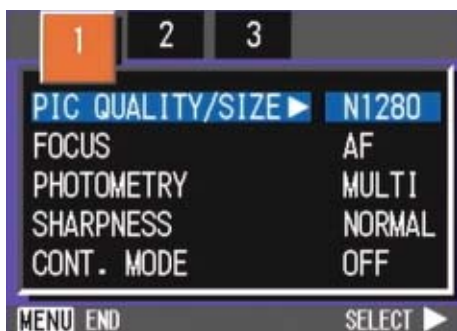 1 2 3
PIC QUALITY/SIZE▶ N1280
FOCUS AF
PHOTOMETRY MULTI
SHARPNESS NORMAL
CONT. MODE OFF
MENU END SELECT ▶